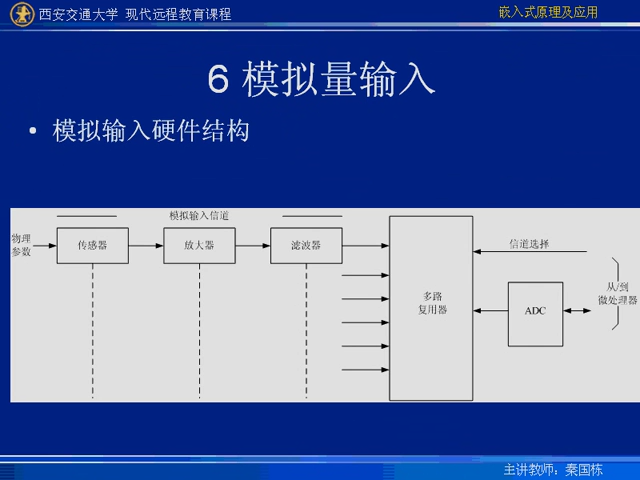 西安交通大学 现代远程教育课程
嵌入式原理及应用
6 模拟量输入
• 模拟输入硬件结构
模拟输入信道
物理
参数
传感器
放大器
滤波器
多路
复用器
信道选择
ADC
从/到
微处理器
主讲教师：秦国栋